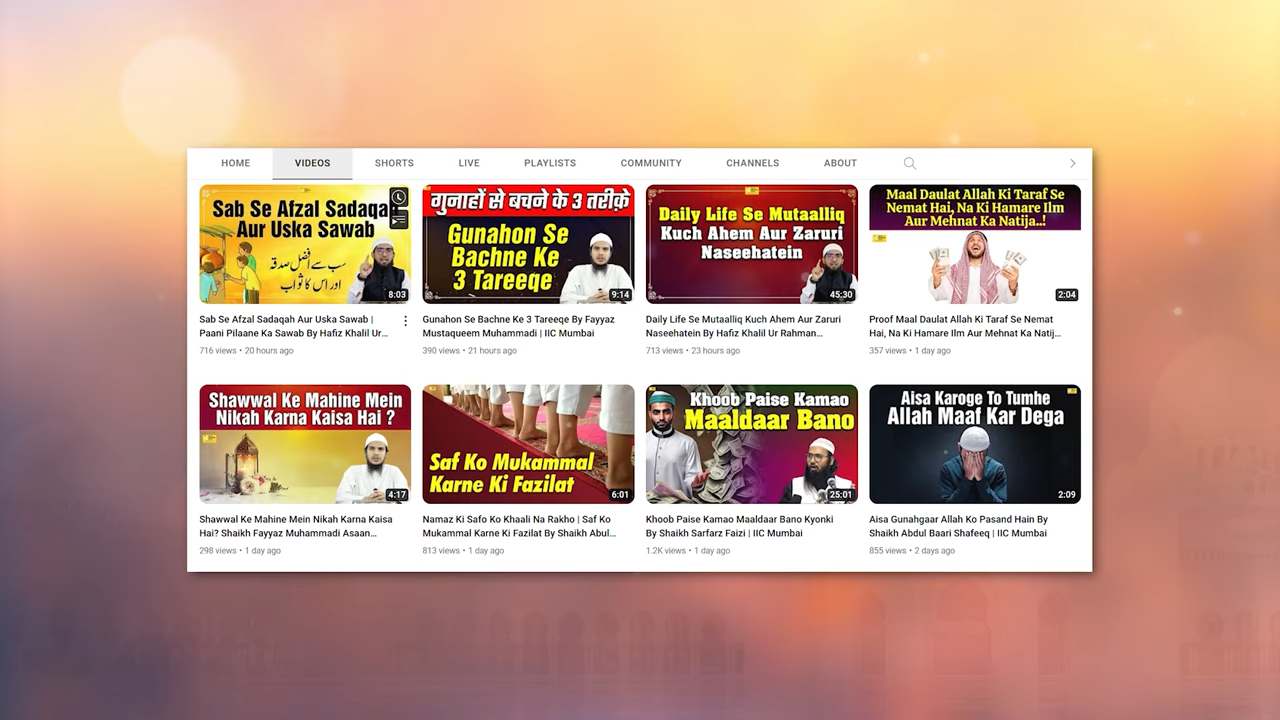 HOME VIDEOS SHORTS LIVE PLAYLISTS COMMUNITY CHANNELS ABOUT
Sab Se Afzal Sadaqa
Aur Uska Sawab
سب سے افضل صدقہ
اور اس کا ثواب
8:03
Sab Se Afzal Sadaqah Aur Uska Sawab |
Paani Pilaane Ka Sawab By Hafiz Khalil Ur...
716 views • 20 hours ago
गुनाहों से बचने के 3 तरीक़े
Gunahon Se
Bachne Ke
3 Tareeqe
9:14
Gunahon Se Bachne Ke 3 Tareeqe By Fayyaz
Mustaqueem Muhammadi | IIC Mumbai
390 views • 21 hours ago
Daily Life Se Mutaalliq
Kuch Ahem Aur Zaruri
Naseehatein
45:30
Daily Life Se Mutaalliq Kuch Ahem Aur Zaruri
Naseehatein By Hafiz Khalil Ur Rahman...
713 views • 23 hours ago
Maal Daulat Allah Ki Taraf Se
Nemat Hai, Na Ki Hamare Ilm
Aur Mehnat Ka Natija..!
2:04
Proof Maal Daulat Allah Ki Taraf Se Nemat
Hai, Na Ki Hamare Ilm Aur Mehnat Ka Natij...
357 views • 1 day ago
Shawwal Ke Mahine Mein
Nikah Karna Kaisa Hai ?
4:17
Shawwal Ke Mahine Mein Nikah Karna Kaisa
Hai? Shaikh Fayyaz Muhammadi Asaan...
298 views • 1 day ago
Saf Ko Mukammal
Karne Ki Fazilat
6:01
Namaz Ki Safo Ko Khaali Na Rakho | Saf Ko
Mukammal Karne Ki Fazilat By Shaikh Abul...
813 views • 1 day ago
Khoob Paise Kamao
Maaldaar Bano
25:01
Khoob Paise Kamao Maaldaar Bano Kyonki
By Shaikh Sarfarz Faizi | IIC Mumbai
1.2K views • 1 day ago
Aisa Karoge To Tumhe
Allah Maaf Kar Dega
2:09
Aisa Gunahgaar Allah Ko Pasand Hain By
Shaikh Abdul Baari Shafeeq | IIC Mumbai
855 views • 2 days ago